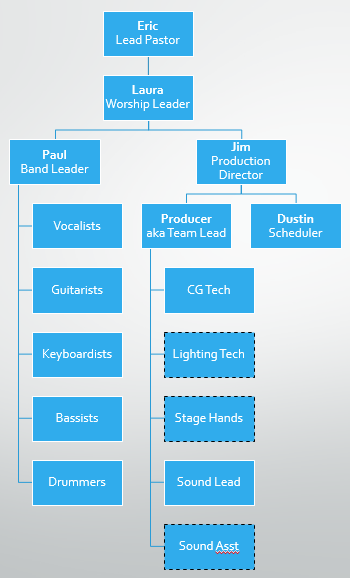 Eric
Lead Pastor
Laura
Worship Leader
Paul
Band Leader
Jim
Production
Director
Vocalists
Producer
aka Team Lead
Dustin
Scheduler
Guitarists
CG Tech
Keyboardists
Lighting Tech
Bassists
Stage Hands
Drummers
Sound Lead
Sound Asst